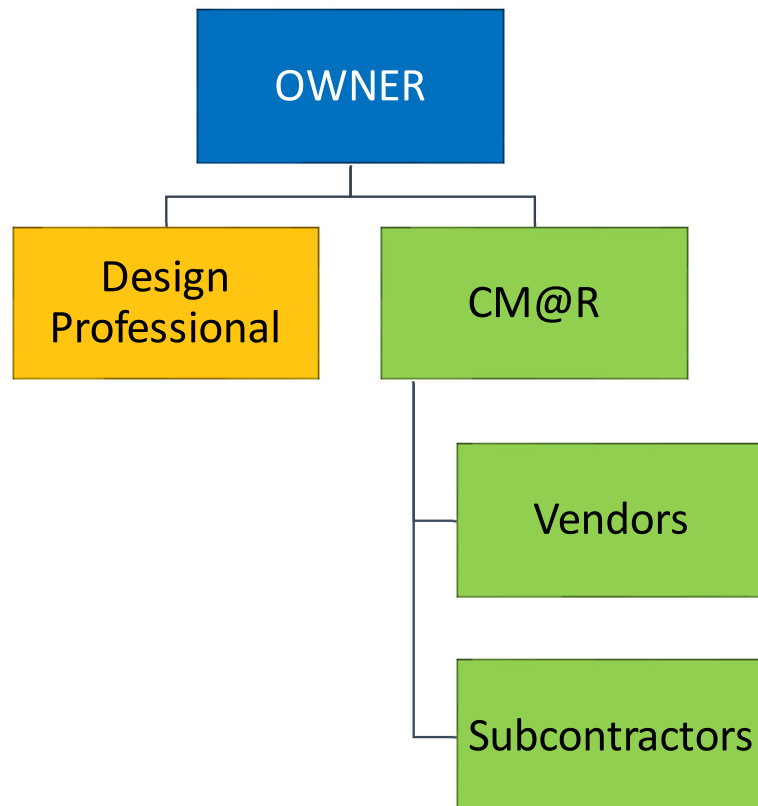 OWNER
Design
Professional
CM@R
Vendors
Subcontractors